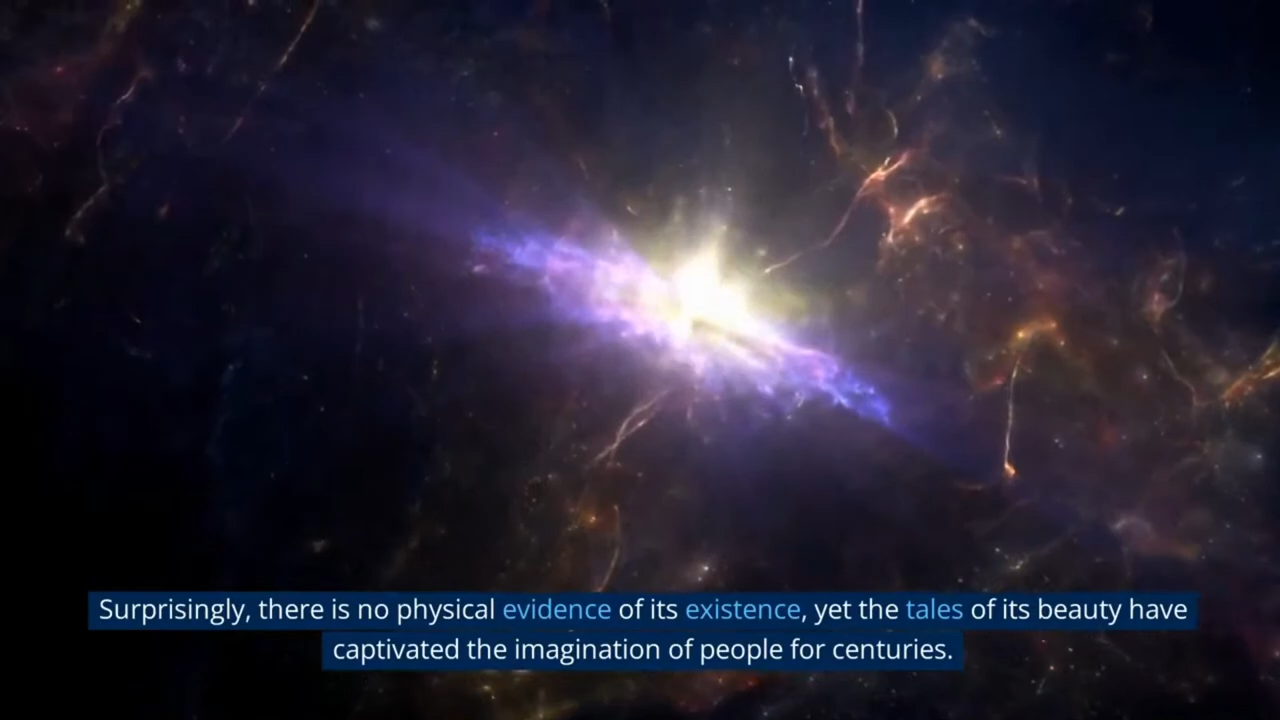 Surprisingly, there is no physical evidence of its existence, yet the tales of its beauty have
captivated the imagination of people for centuries.